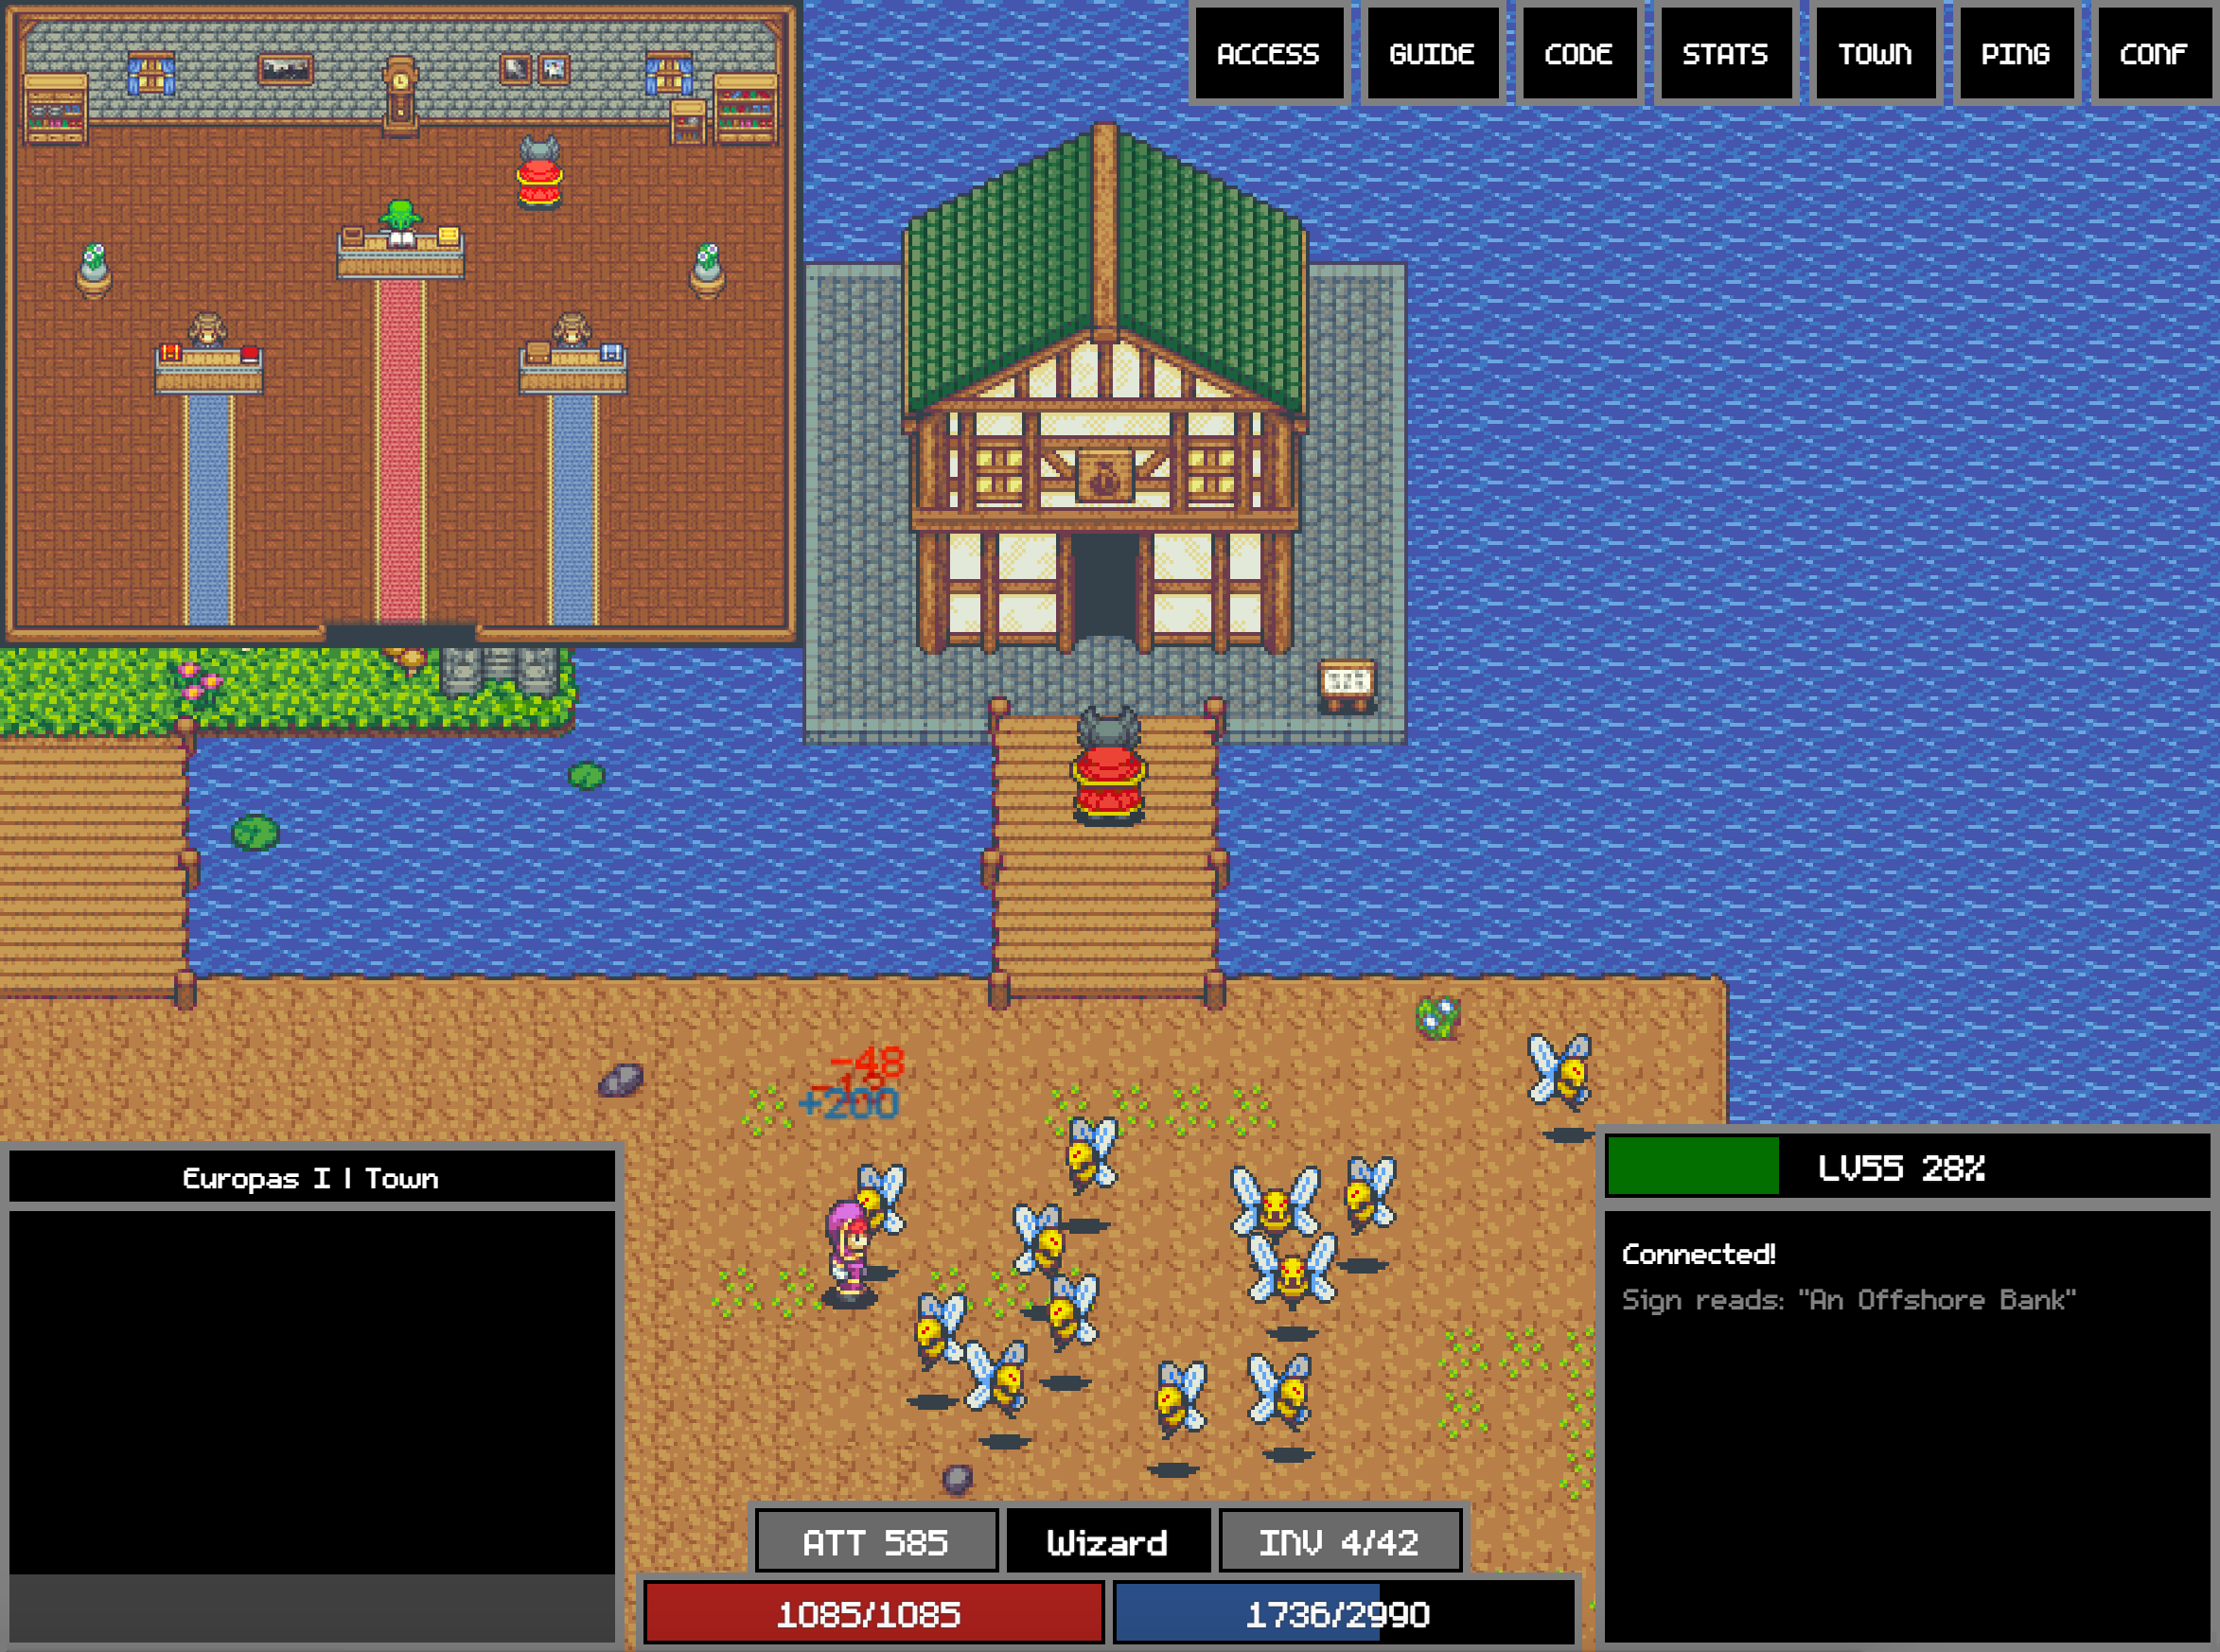 ACCESS GUIDE CODE STATS TOWN PING CONF
-48
+200
Europas I | Town
LV55 28%
Connected!
Sign reads: "An Offshore Bank"
ATT 585 Wizard INV 4/42
1085/1085 1736/2990